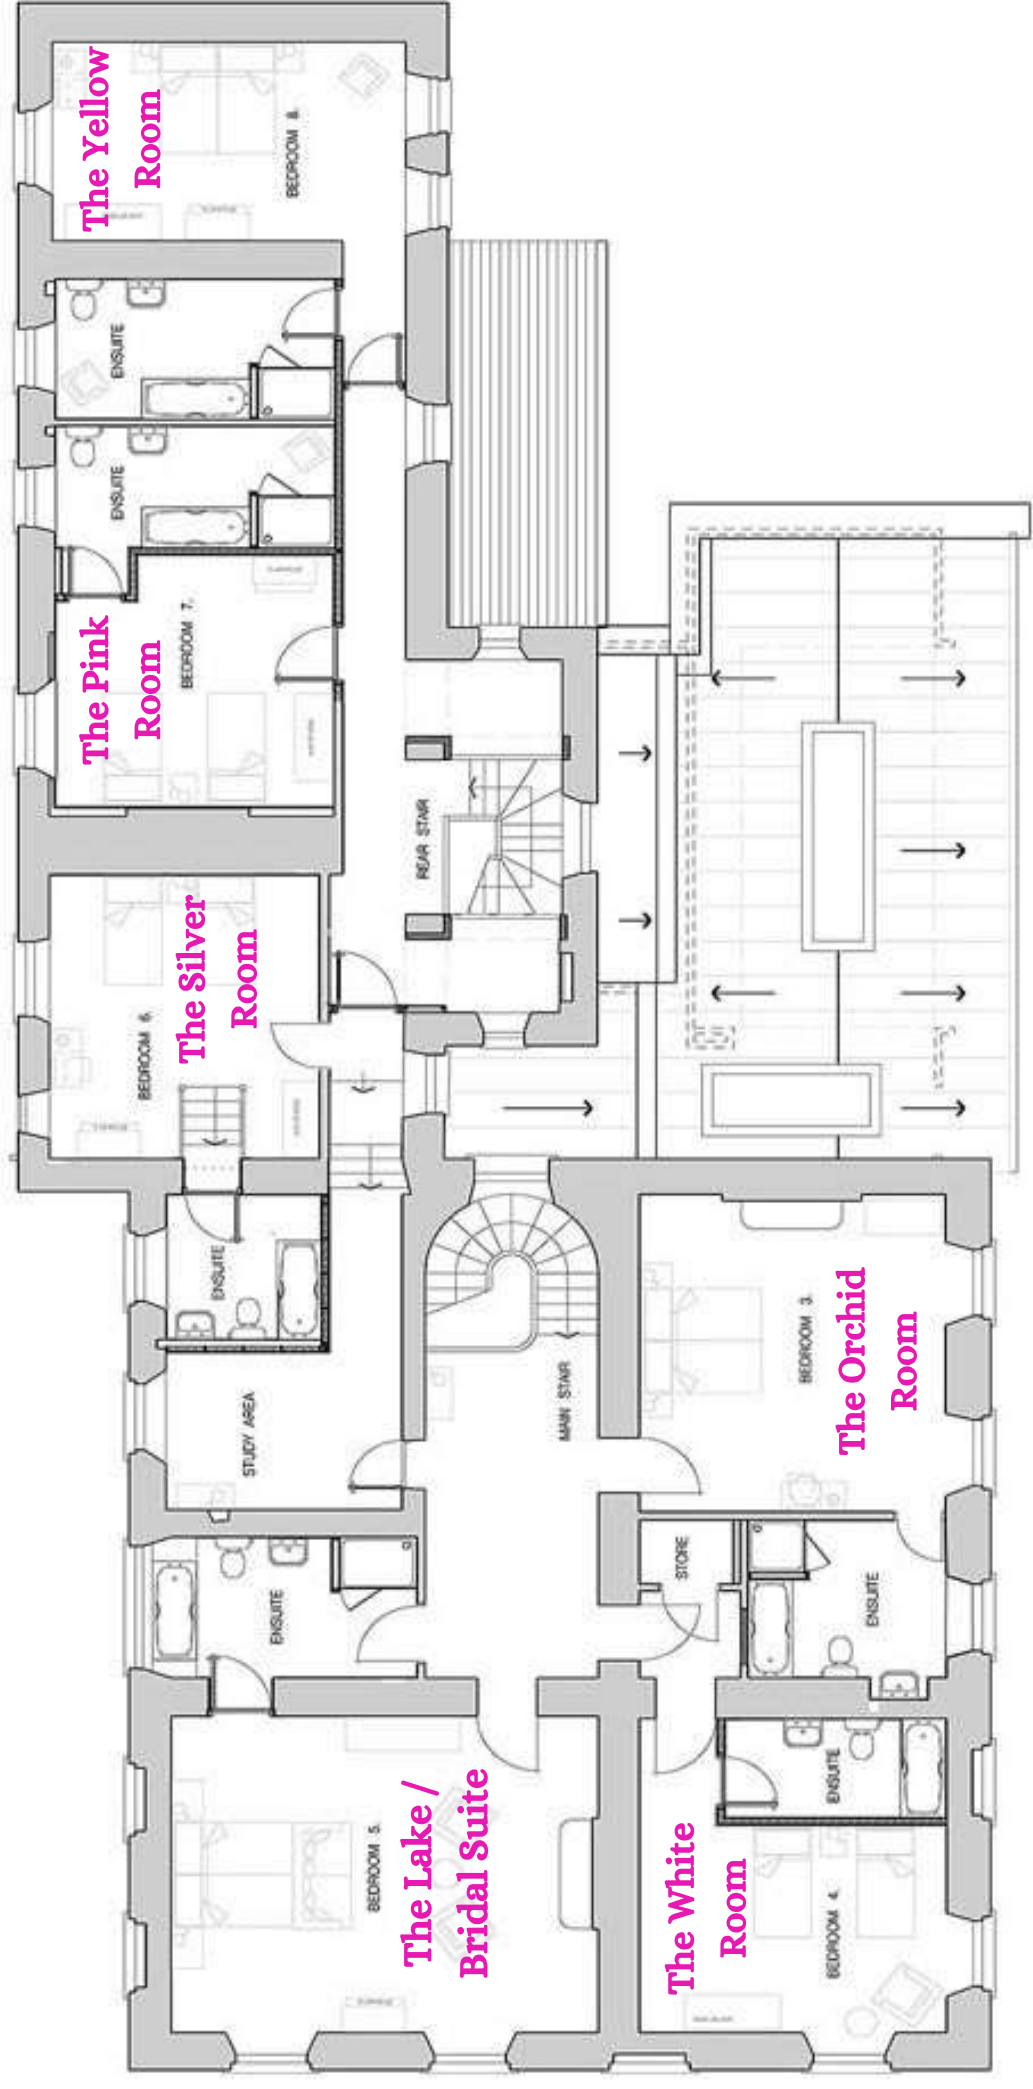 The Yellow
Room
BEDROOM 8.
ENSUITE
ENSUITE
The Pink
Room
BEDROOM 7.
REAR STAIR
The Silver
Room
BEDROOM 6.
ENSUITE
STUDY AREA
MAIN STAIR
BEDROOM 3.
The Orchid
Room
STORE
ENSUITE
ENSUITE
ENSUITE
BEDROOM 5.
The Lake /
Bridal Suite
The White
Room
BEDROOM 4.